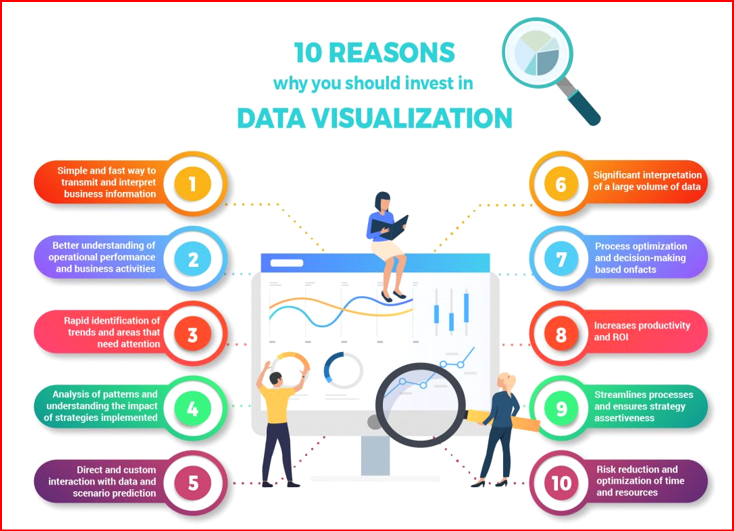 10 REASONS
why you should invest in
DATA VISUALIZATION
Simple and fast way to
transmit and interpret
business information
1
Better understanding of
operational performance
and business activities
2
Rapid identification of
trends and areas that
need attention
3
Analysis of patterns and
understanding the impact
of strategies implemented
4
Direct and custom
interaction with data and
scenario prediction
5
6
Significant interpretation
of a large volume of data
7
Process optimization
and decision-making
based onfacts
8
Increases productivity
and ROI
9
Streamlines processes
and ensures strategy
assertiveness
10
Risk reduction and
optimization of time
and resources